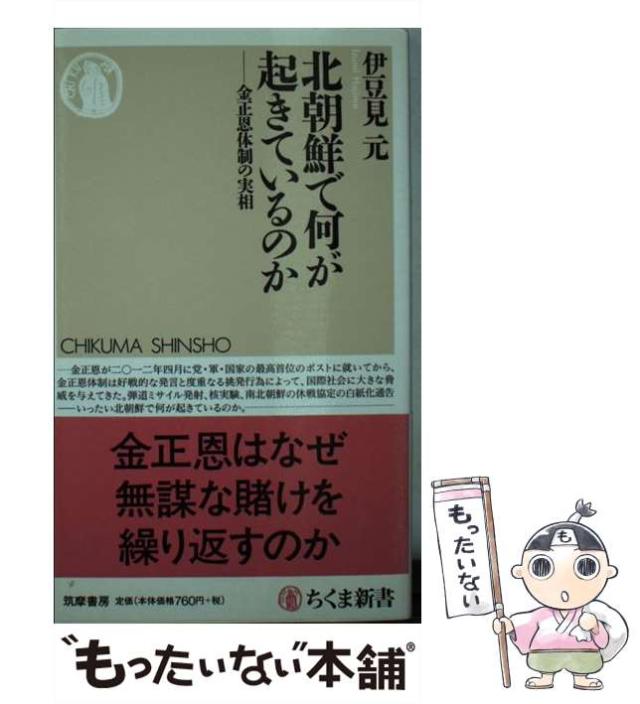 伊豆見 元
Izumi Hajime
北朝鮮で何が
起きているのか
──金正恩体制の実相
CHIKUMA SHINSHO
──金正恩が二〇一二年四月に党・軍・国家の最高首位のポストに就いてから、
金正恩体制は好戦的な発言と度重なる挑発行為によって、国際社会に大きな脅
威を与えてきた。弾道ミサイル発射、核実験、南北朝鮮の休戦協定の白紙化通告
──いったい北朝鮮で何が起きているのか。
金正恩はなぜ
無謀な賭けを
繰り返すのか
筑摩書房 定価(本体価格760円+税)
ちくま新書
"もったいない"本舗®
もったいない
も